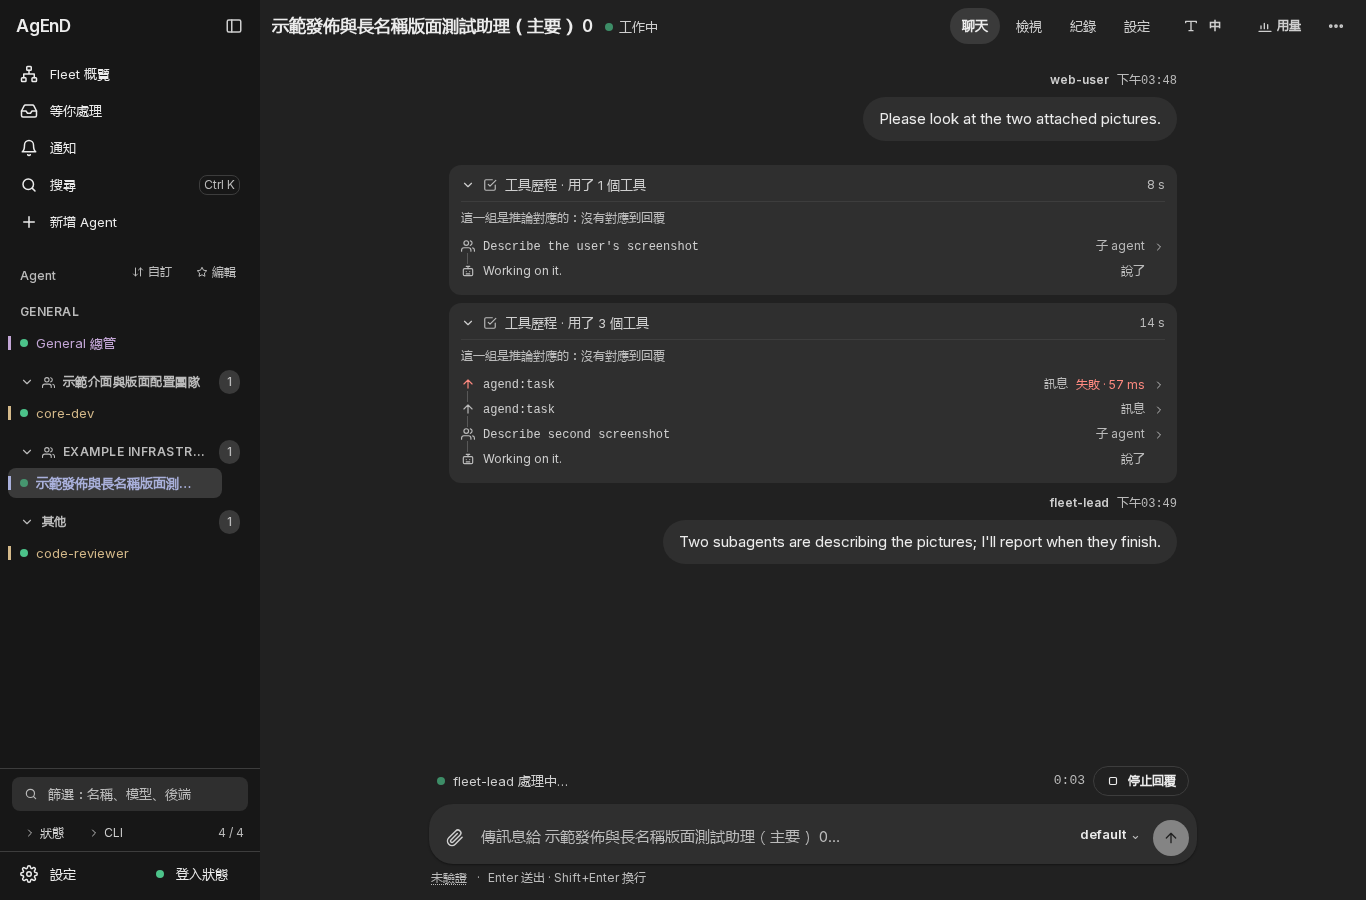 AgEnD
Fleet 概覽
等你處理
通知
搜尋 Ctrl K
新增 Agent
Agent 自訂 編輯
GENERAL
General 總管
示範介面與版面配置團隊 1
core-dev
EXAMPLE INFRASTR... 1
示範發佈與長名稱版面測...
其他 1
code-reviewer
篩選：名稱、模型、後端
狀態 CLI 4 / 4
設定 登入狀態
示範發佈與長名稱版面測試助理（主要）0 工作中
聊天 檢視 紀錄 設定 T 中 用量
web-user 下午03:48
Please look at the two attached pictures.
工具歷程 · 用了 1 個工具 8 s
這一組是推論對應的：沒有對應到回覆
Describe the user's screenshot 子 agent
Working on it. 說了
工具歷程 · 用了 3 個工具 14 s
這一組是推論對應的：沒有對應到回覆
agend:task 訊息 失敗 · 57 ms
agend:task 訊息
Describe second screenshot 子 agent
Working on it. 說了
fleet-lead 下午03:49
Two subagents are describing the pictures; I'll report when they finish.
fleet-lead 處理中… 0:03 停止回覆
傳訊息給 示範發佈與長名稱版面測試助理（主要）0...
default
未驗證 · Enter 送出 · Shift+Enter 換行